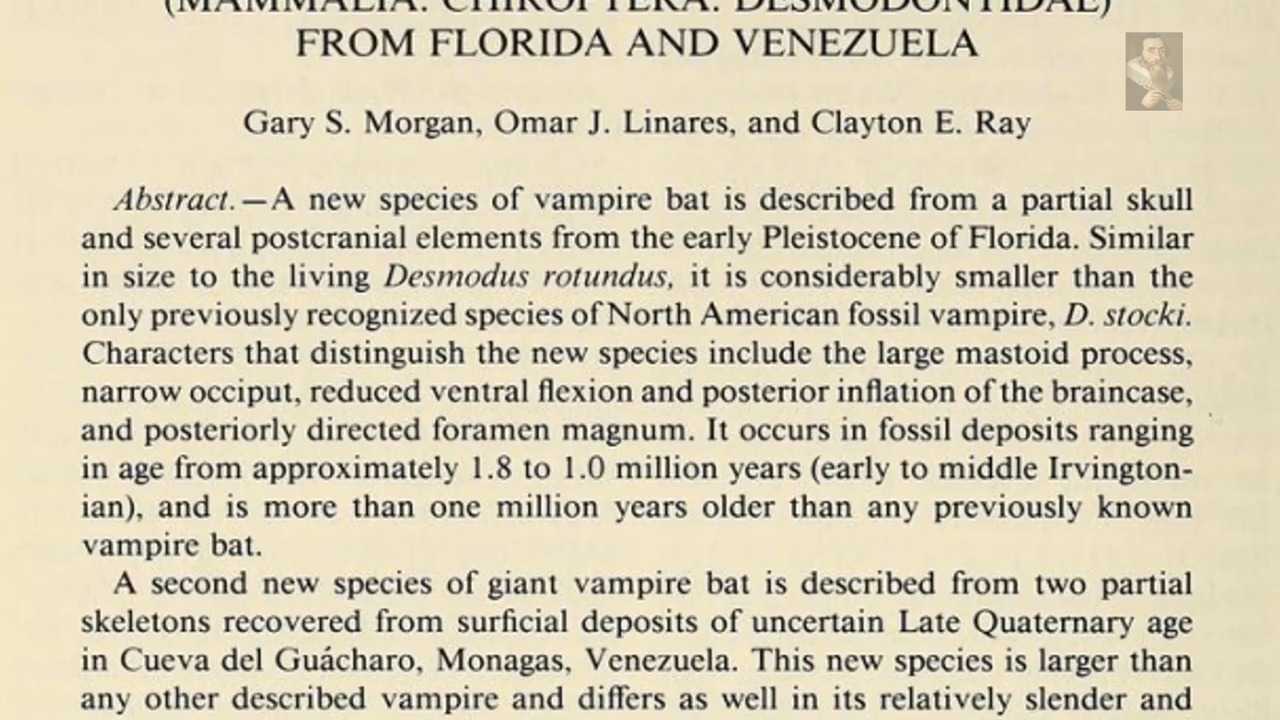 (MAMMALIA: CHIROPTERA: DESMODONTIDAE)
FROM FLORIDA AND VENEZUELA
Gary S. Morgan, Omar J. Linares, and Clayton E. Ray
Abstract.—A new species of vampire bat is described from a partial skull
and several postcranial elements from the early Pleistocene of Florida. Similar
in size to the living Desmodus rotundus, it is considerably smaller than the
only previously recognized species of North American fossil vampire, D. stocki.
Characters that distinguish the new species include the large mastoid process,
narrow occiput, reduced ventral flexion and posterior inflation of the braincase,
and posteriorly directed foramen magnum. It occurs in fossil deposits ranging
in age from approximately 1.8 to 1.0 million years (early to middle Irvington-
ian), and is more than one million years older than any previously known
vampire bat.
A second new species of giant vampire bat is described from two partial
skeletons recovered from surficial deposits of uncertain Late Quaternary age
in Cueva del Guácharo, Monagas, Venezuela. This new species is larger than
any other described vampire and differs as well in its relatively slender and